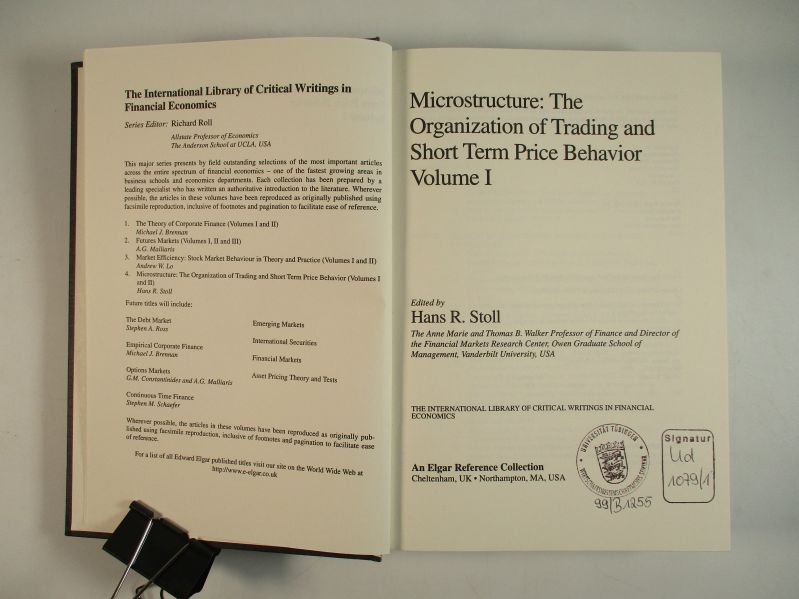 The International Library of Critical Writings in
Financial Economics
Series Editor: Richard Roll
Allstate Professor of Economics
The Anderson School at UCLA, USA
This major series presents by field outstanding selections of the most important articles
across the entire spectrum of financial economics – one of the fastest growing areas in
business schools and economics departments. Each collection has been prepared by a
leading specialist who has written an authoritative introduction to the literature. Wherever
possible, the articles in these volumes have been reproduced as originally published using
facsimile reproduction, inclusive of footnotes and pagination to facilitate ease of reference.
1. The Theory of Corporate Finance (Volumes I and II)
Michael J. Brennan
2. Futures Markets (Volumes I, II and III)
A.G. Malliaris
3. Market Efficiency: Stock Market Behaviour in Theory and Practice (Volumes I and II)
Andrew W. Lo
4. Microstructure: The Organization of Trading and Short Term Price Behavior (Volumes I
and II)
Hans R. Stoll
Future titles will include:
The Debt Market
Stephen A. Ross
Empirical Corporate Finance
Michael J. Brennan
Options Markets
G.M. Constantinides and A.G. Malliaris
Continuous Time Finance
Stephen M. Schaefer
Emerging Markets
International Securities
Financial Markets
Asset Pricing Theory and Tests
Wherever possible, the articles in these volumes have been reproduced as originally pub-
lished using facsimile reproduction, inclusive of footnotes and pagination to facilitate ease
of reference.
For a list of all Edward Elgar published titles visit our site on the World Wide Web at
http://www.e-elgar.co.uk
Microstructure: The
Organization of Trading and
Short Term Price Behavior
Volume I
Edited by
Hans R. Stoll
The Anne Marie and Thomas B. Walker Professor of Finance and Director of
the Financial Markets Research Center, Owen Graduate School of
Management, Vanderbilt University, USA
THE INTERNATIONAL LIBRARY OF CRITICAL WRITINGS IN FINANCIAL
ECONOMICS
An Elgar Reference Collection
Cheltenham, UK • Northampton, MA, USA
UNIVERSITÄT TÜBINGEN
99/B1255
Signatur
Ud
1079/1